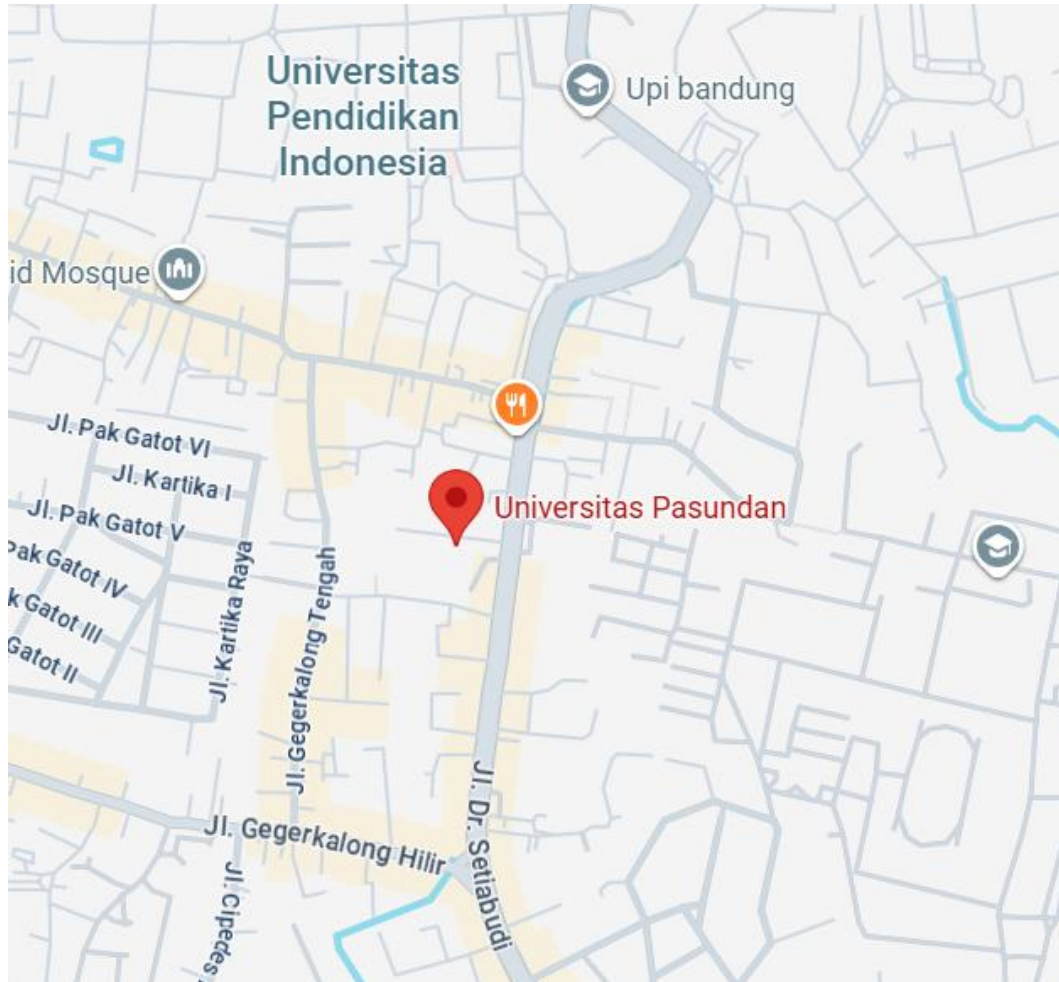 Universitas
Pendidikan
Indonesia
Upi bandung
id Mosque
Jl. Pak Gatot VI
Jl. Kartika I
Jl. Pak Gatot V
Pak Gatot IV
k Gatot III
Gatot II
Jl. Kartika Raya
Jl. Gegerkalong Tengah
Universitas Pasundan
Jl. Gegerkalong Hilir
Jl. Dr. Setiabudi
Jl. Cipedes